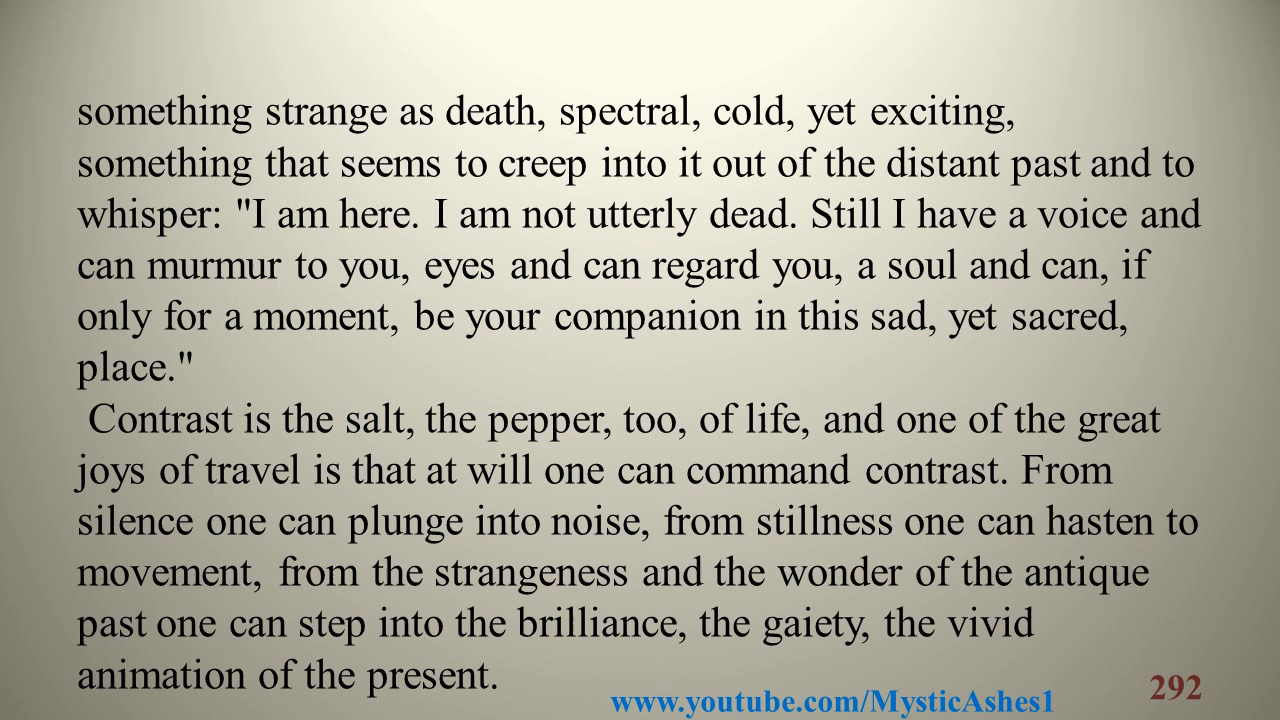 something strange as death, spectral, cold, yet exciting,
something that seems to creep into it out of the distant past and to
whisper: "I am here. I am not utterly dead. Still I have a voice and
can murmur to you, eyes and can regard you, a soul and can, if
only for a moment, be your companion in this sad, yet sacred,
place."
Contrast is the salt, the pepper, too, of life, and one of the great
joys of travel is that at will one can command contrast. From
silence one can plunge into noise, from stillness one can hasten to
movement, from the strangeness and the wonder of the antique
past one can step into the brilliance, the gaiety, the vivid
animation of the present.
www.youtube.com/MysticAshes1
292